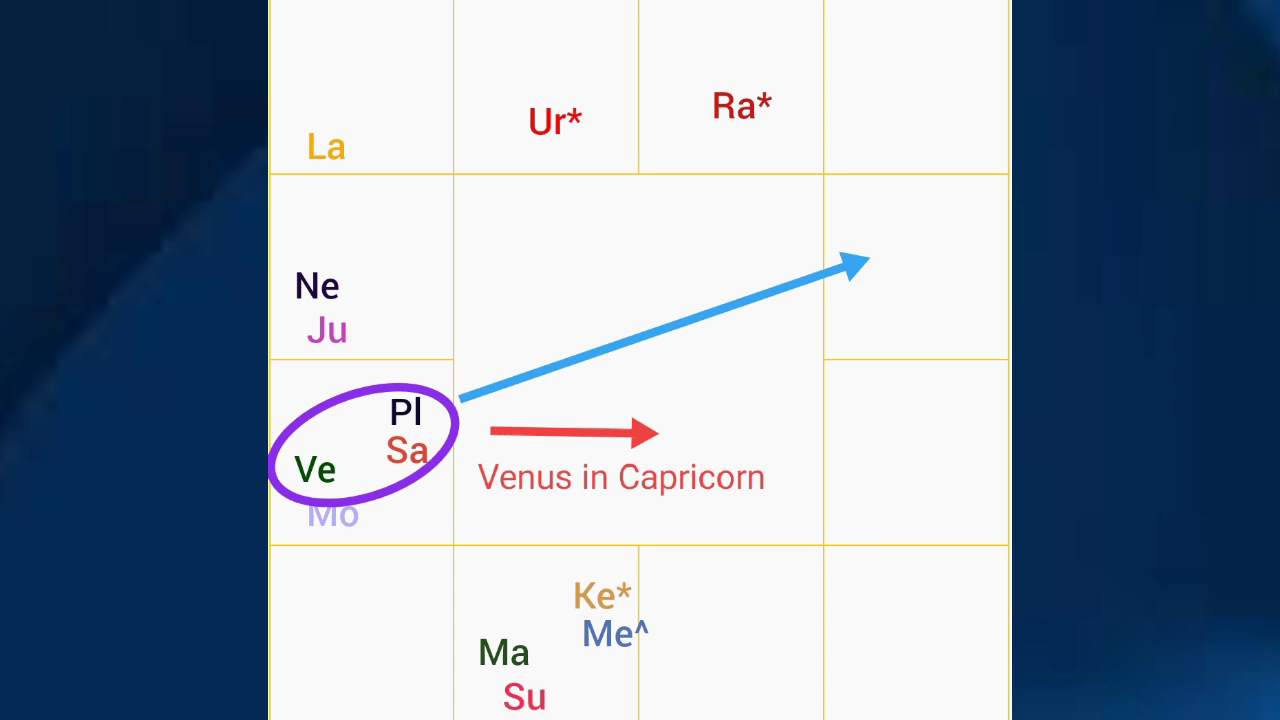 La
Ur*
Ra*
Ne
Ju
Pl
Sa
Ve
Mo
Venus in Capricorn
Ke*
Me^
Ma
Su